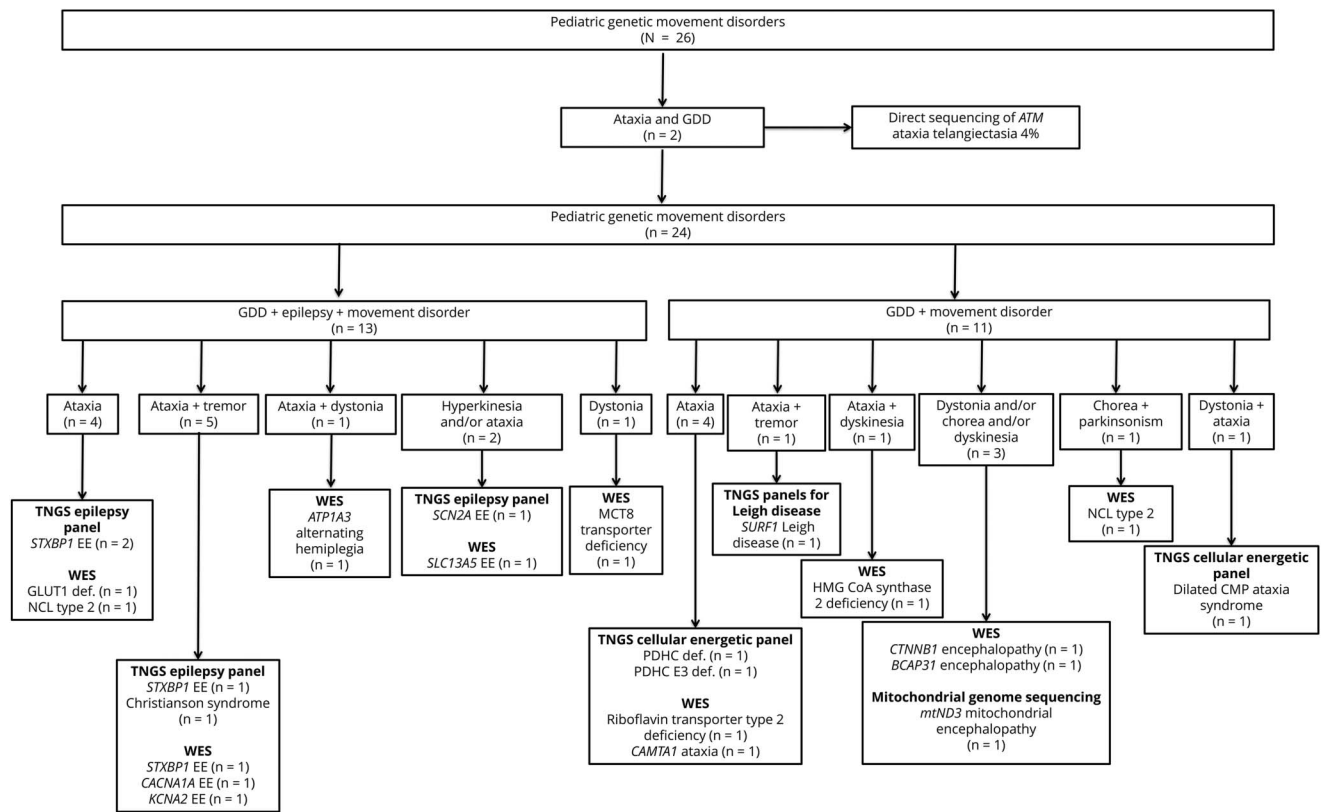 Pediatric genetic movement disorders
(N = 26)
Ataxia and GDD
(n = 2)
Direct sequencing of ATM
ataxia telangiectasia 4%
Pediatric genetic movement disorders
(n = 24)
GDD + epilepsy + movement disorder
(n = 13)
GDD + movement disorder
(n = 11)
Ataxia
(n = 4)
Ataxia + tremor
(n = 5)
Ataxia + dystonia
(n = 1)
Hyperkinesia
and/or ataxia
(n = 2)
Dystonia
(n = 1)
Ataxia
(n = 4)
Ataxia +
tremor
(n = 1)
Ataxia +
dyskinesia
(n = 1)
Dystonia and/or
chorea and/or
dyskinesia
(n = 3)
Chorea +
parkinsonism
(n = 1)
Dystonia +
ataxia
(n = 1)
TNGS epilepsy
panel
STXBP1 EE (n = 2)
WES
GLUT1 def. (n = 1)
NCL type 2 (n = 1)
TNGS epilepsy panel
STXBP1 EE (n = 1)
Christianson syndrome
(n = 1)
WES
STXBP1 EE (n = 1)
CACNA1A EE (n = 1)
KCNA2 EE (n = 1)
WES
ATP1A3
alternating
hemiplegia
(n = 1)
TNGS epilepsy panel
SCN2A EE (n = 1)
WES
SLC13A5 EE (n = 1)
WES
MCT8
transporter
deficiency
(n = 1)
TNGS cellular energetic panel
PDHC def. (n = 1)
PDHC E3 def. (n = 1)
WES
Riboflavin transporter type 2
deficiency (n = 1)
CAMTA1 ataxia (n = 1)
TNGS panels for
Leigh disease
SURF1 Leigh
disease (n = 1)
WES
HMG CoA synthase
2 deficiency (n = 1)
WES
CTNNB1 encephalopathy (n = 1)
BCAP31 encephalopathy (n = 1)
Mitochondrial genome sequencing
mtND3 mitochondrial
encephalopathy
(n = 1)
WES
NCL type 2
(n = 1)
TNGS cellular energetic
panel
Dilated CMP ataxia
syndrome
(n = 1)